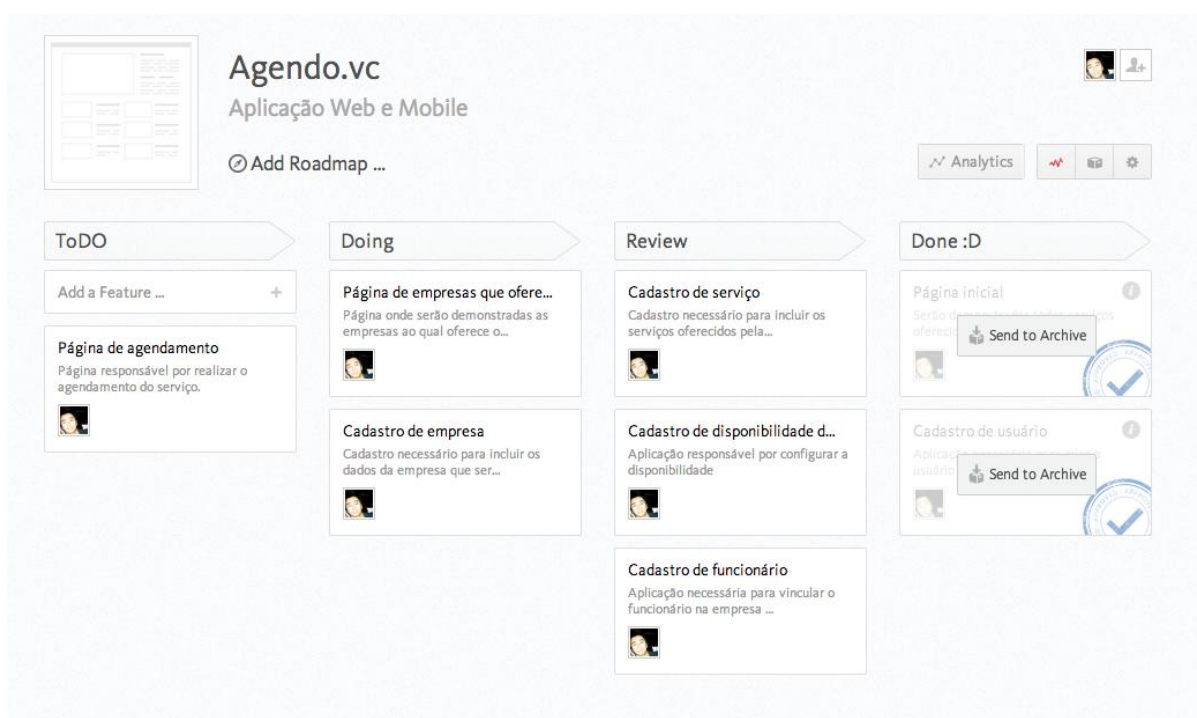 Agendo.vc
Aplicação Web e Mobile
Add Roadmap ...
Analytics
ToDO
Add a Feature ...
+
Página de agendamento
Página responsável por realizar o
agendamento do serviço.
Doing
Página de empresas que ofere...
Página onde serão demonstradas as
empresas ao qual oferece o...
Cadastro de empresa
Cadastro necessário para incluir os
dados da empresa que ser...
Review
Cadastro de serviço
Cadastro necessário para incluir os
serviços oferecidos pela...
Cadastro de disponibilidade d...
Aplicação responsável por configurar a
disponibilidade
Cadastro de funcionário
Aplicação necessária para vincular o
funcionário na empresa ...
Done :D
Página inicial
Serão
Send to Archive
APPROVED
Cadastro de usuário
usuário
Send to Archive
APPROVED